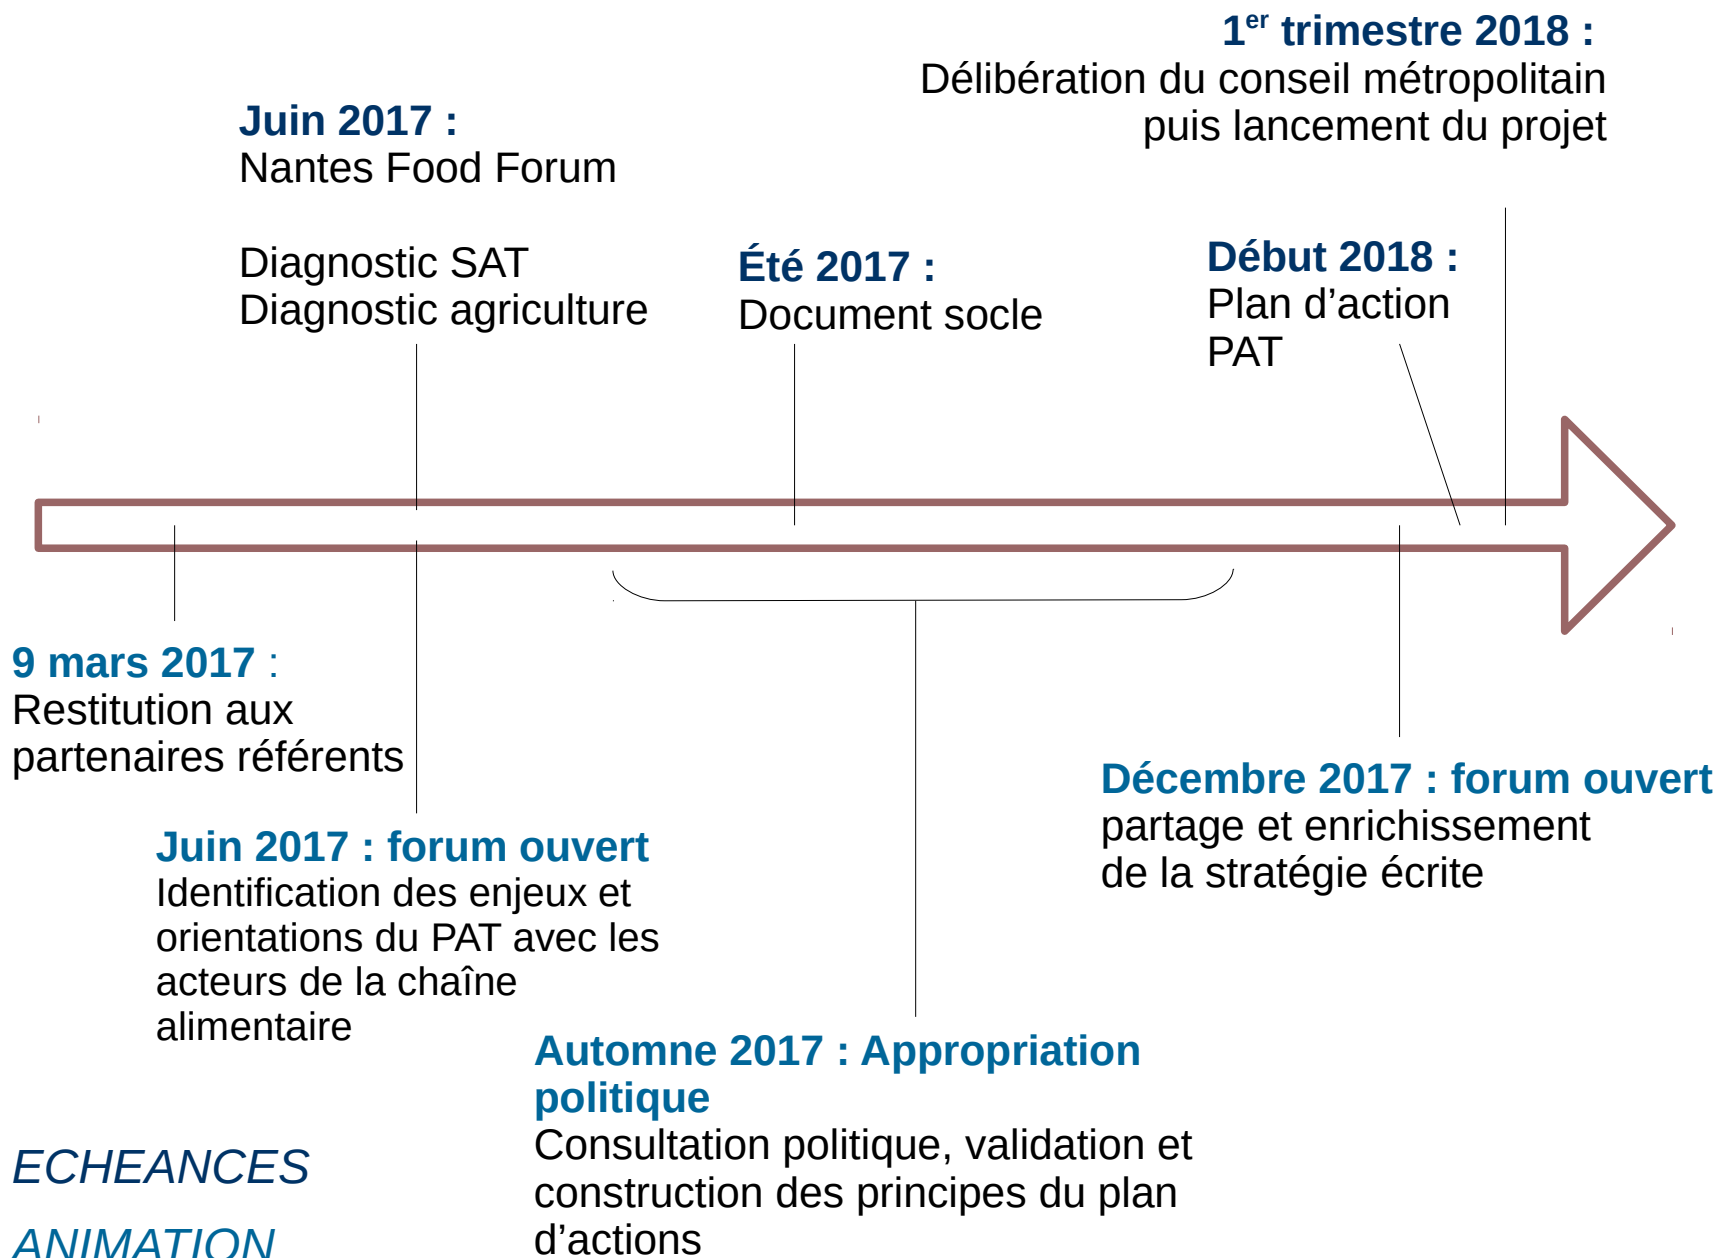 1er trimestre 2018 :
Délibération du conseil métropolitain
puis lancement du projet
Juin 2017 :
Nantes Food Forum
Diagnostic SAT
Diagnostic agriculture
Été 2017 :
Document socle
Début 2018 :
Plan d’action
PAT
9 mars 2017 :
Restitution aux
partenaires référents
Juin 2017 : forum ouvert
Identification des enjeux et
orientations du PAT avec les
acteurs de la chaîne
alimentaire
Décembre 2017 : forum ouvert
partage et enrichissement
de la stratégie écrite
Automne 2017 : Appropriation
politique
Consultation politique, validation et
construction des principes du plan
d’actions
ECHEANCES
ANIMATION